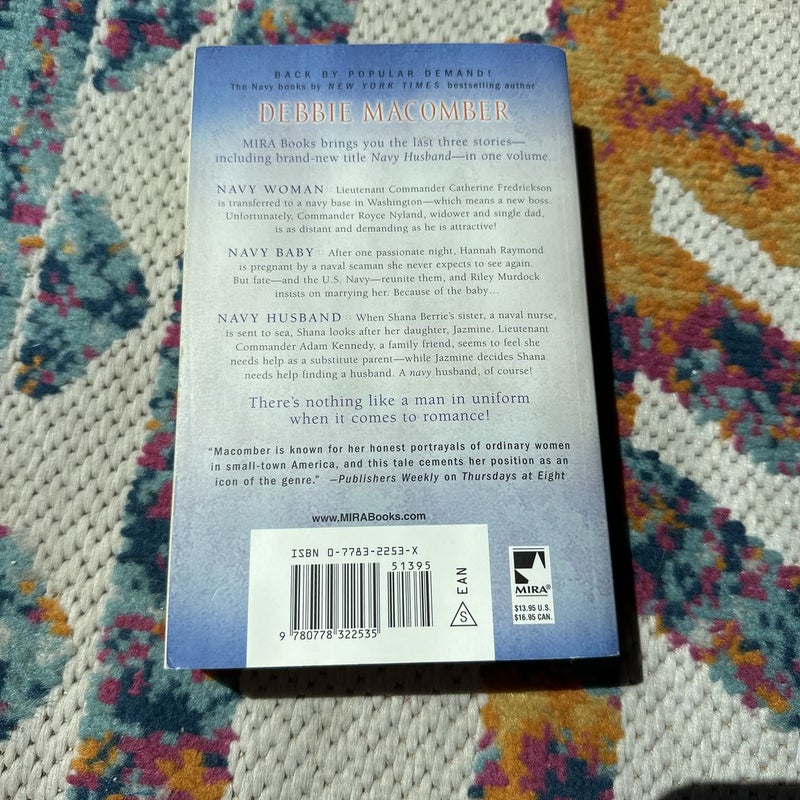 BACK BY POPULAR DEMAND!
The Navy books by NEW YORK TIMES bestselling author
DEBBIE MACOMBER
MIRA Books brings you the last three stories—
including brand-new title Navy Husband—in one volume.
NAVY WOMAN :: Lieutenant Commander Catherine Fredrickson
is transferred to a navy base in Washington—which means a new boss.
Unfortunately, Commander Royce Nyland, widower and single dad,
is as distant and demanding as he is attractive!
NAVY BABY :: After one passionate night, Hannah Raymond
is pregnant by a naval seaman she never expects to see again.
But fate—and the U.S. Navy—reunite them, and Riley Murdock
insists on marrying her. Because of the baby...
NAVY HUSBAND :: When Shana Berrie's sister, a naval nurse,
is sent to sea, Shana looks after her daughter, Jazmine. Lieutenant
Commander Adam Kennedy, a family friend, seems to feel she
needs help as a substitute parent—while Jazmine decides Shana
needs help finding a husband. A navy husband, of course!
There's nothing like a man in uniform
when it comes to romance!
"Macomber is known for her honest portrayals of ordinary women
in small-town America, and this tale cements her position as an
icon of the genre." —Publishers Weekly on Thursdays at Eight
www.MIRABooks.com
ISBN 0-7783-2253-X
51395
9 780778 322535
S EAN
MIRA®
$13.95 U.S.
$16.95 CAN.